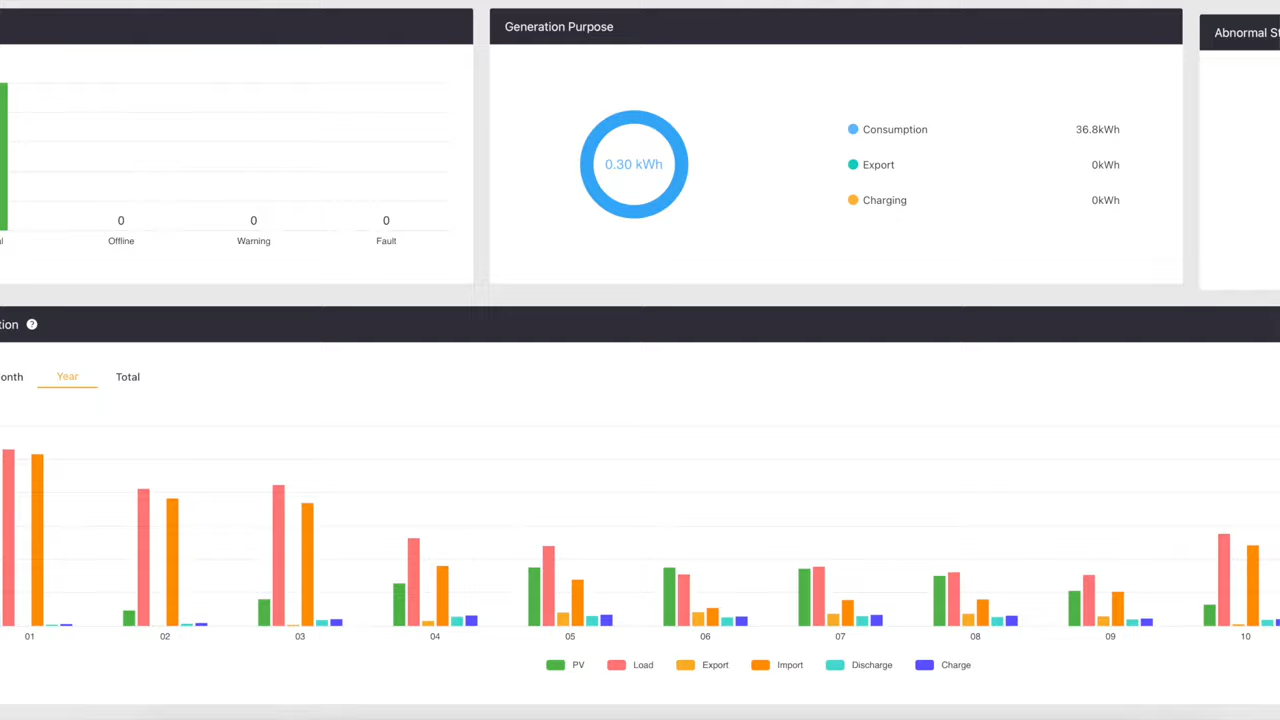 Generation Purpose
Abnormal St
0.30 kWh
Consumption 36.8kWh
Export 0kWh
Charging 0kWh
0 0 0
l Offline Warning Fault
tion ?
onth Year Total
01 02 03 04 05 06 07 08 09 10
PV Load Export Import Discharge Charge